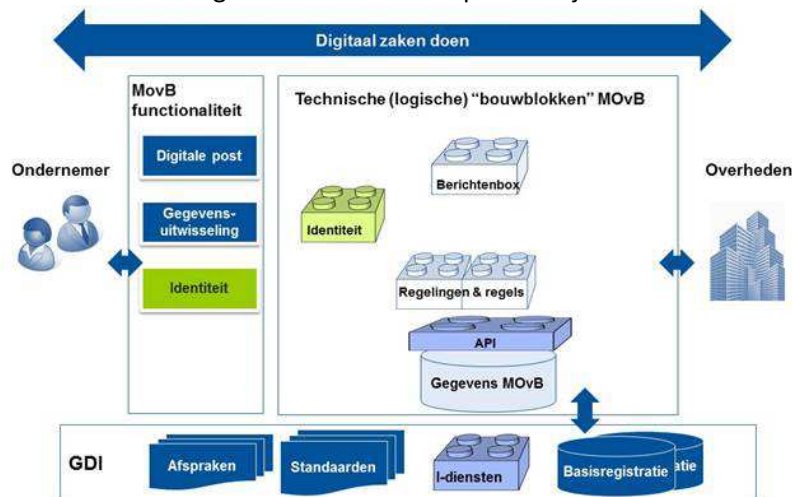 Digitaal zaken doen
MovB
functionaliteit
Technische (logische) “bouwblokken” MOvB
Digitale post
Ondernemer
Berichtenbox
Overheden
Gegevens-
uitwisseling
Identiteit
Identiteit
Regelingen & regels
API
Gegevens MOvB
GDI
Afspraken
Standaarden
I-diensten
Basisregistratie
atie